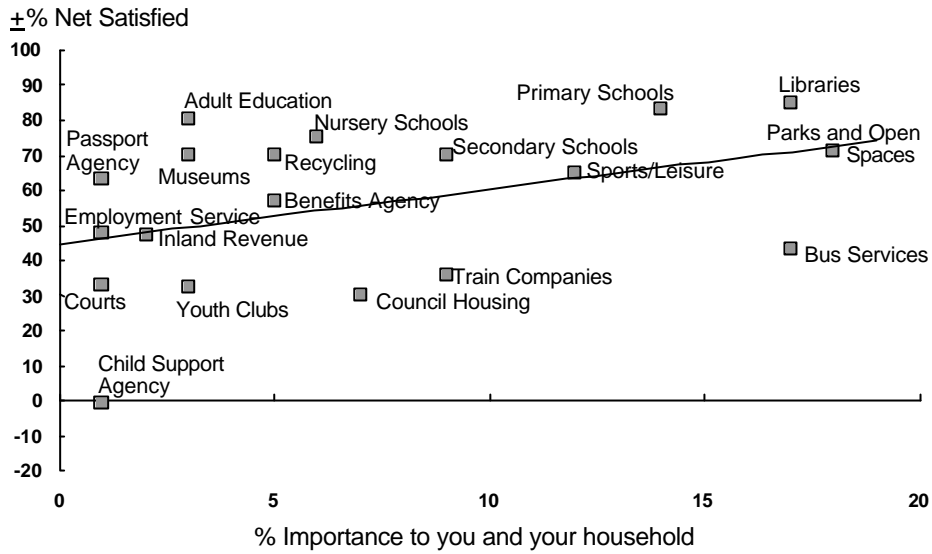 ±% Net Satisfied
100
90
80
70
60
50
40
30
20
10
0
-10
-20
Libraries
Primary Schools
Adult Education
Nursery Schools
Parks and Open
Spaces
Passport
Agency
Museums
Recycling
Secondary Schools
Sports/Leisure
Benefits Agency
Employment Service
Inland Revenue
Bus Services
Train Companies
Courts
Youth Clubs
Council Housing
Child Support
Agency
0 5 10 15 20
% Importance to you and your household